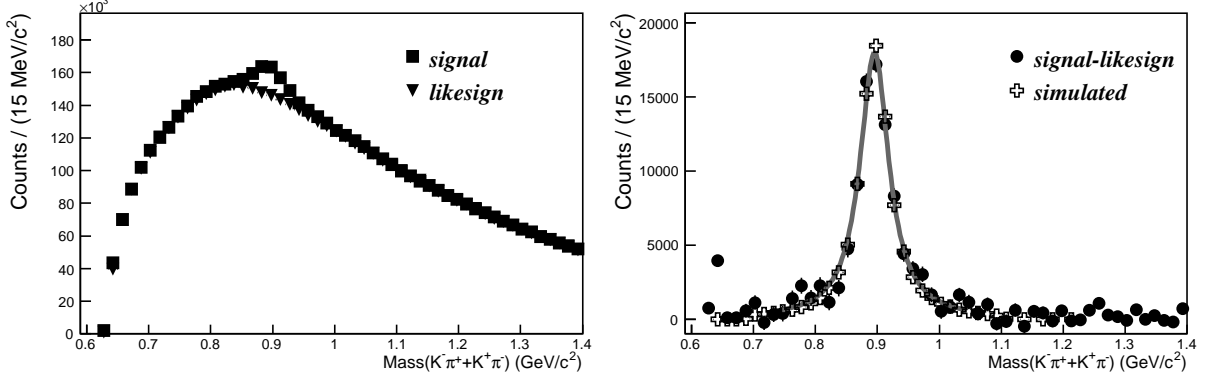 ×10³
Counts / (15 MeV/c²)
180
160
140
120
100
80
60
40
20
0
signal
likesign
0.6 0.7 0.8 0.9 1 1.1 1.2 1.3 1.4
Mass(K⁻π⁺+K⁺π⁻) (GeV/c²)
Counts / (15 MeV/c²)
20000
15000
10000
5000
0
signal-likesign
simulated
0.6 0.7 0.8 0.9 1 1.1 1.2 1.3 1.4
Mass(K⁻π⁺+K⁺π⁻) (GeV/c²)